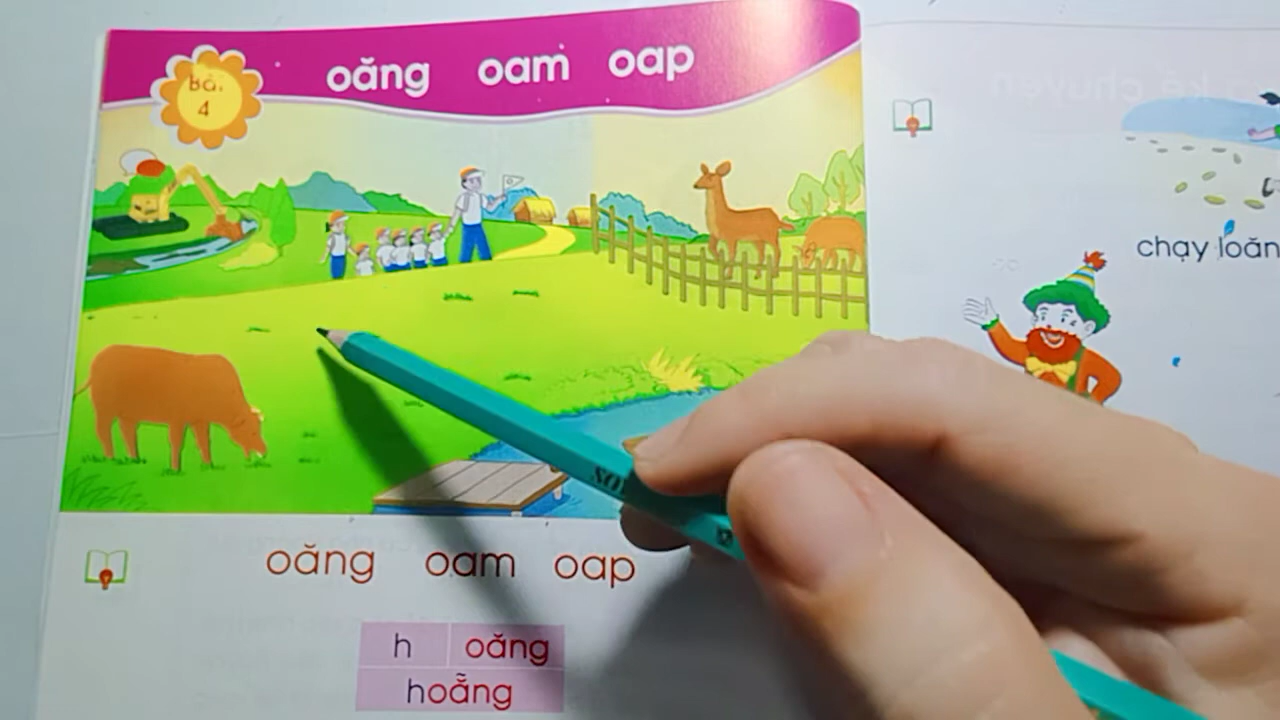 oăng oam oap
Bài
4
chạy loăn
oăng oam oap
h oăng
hoẵng